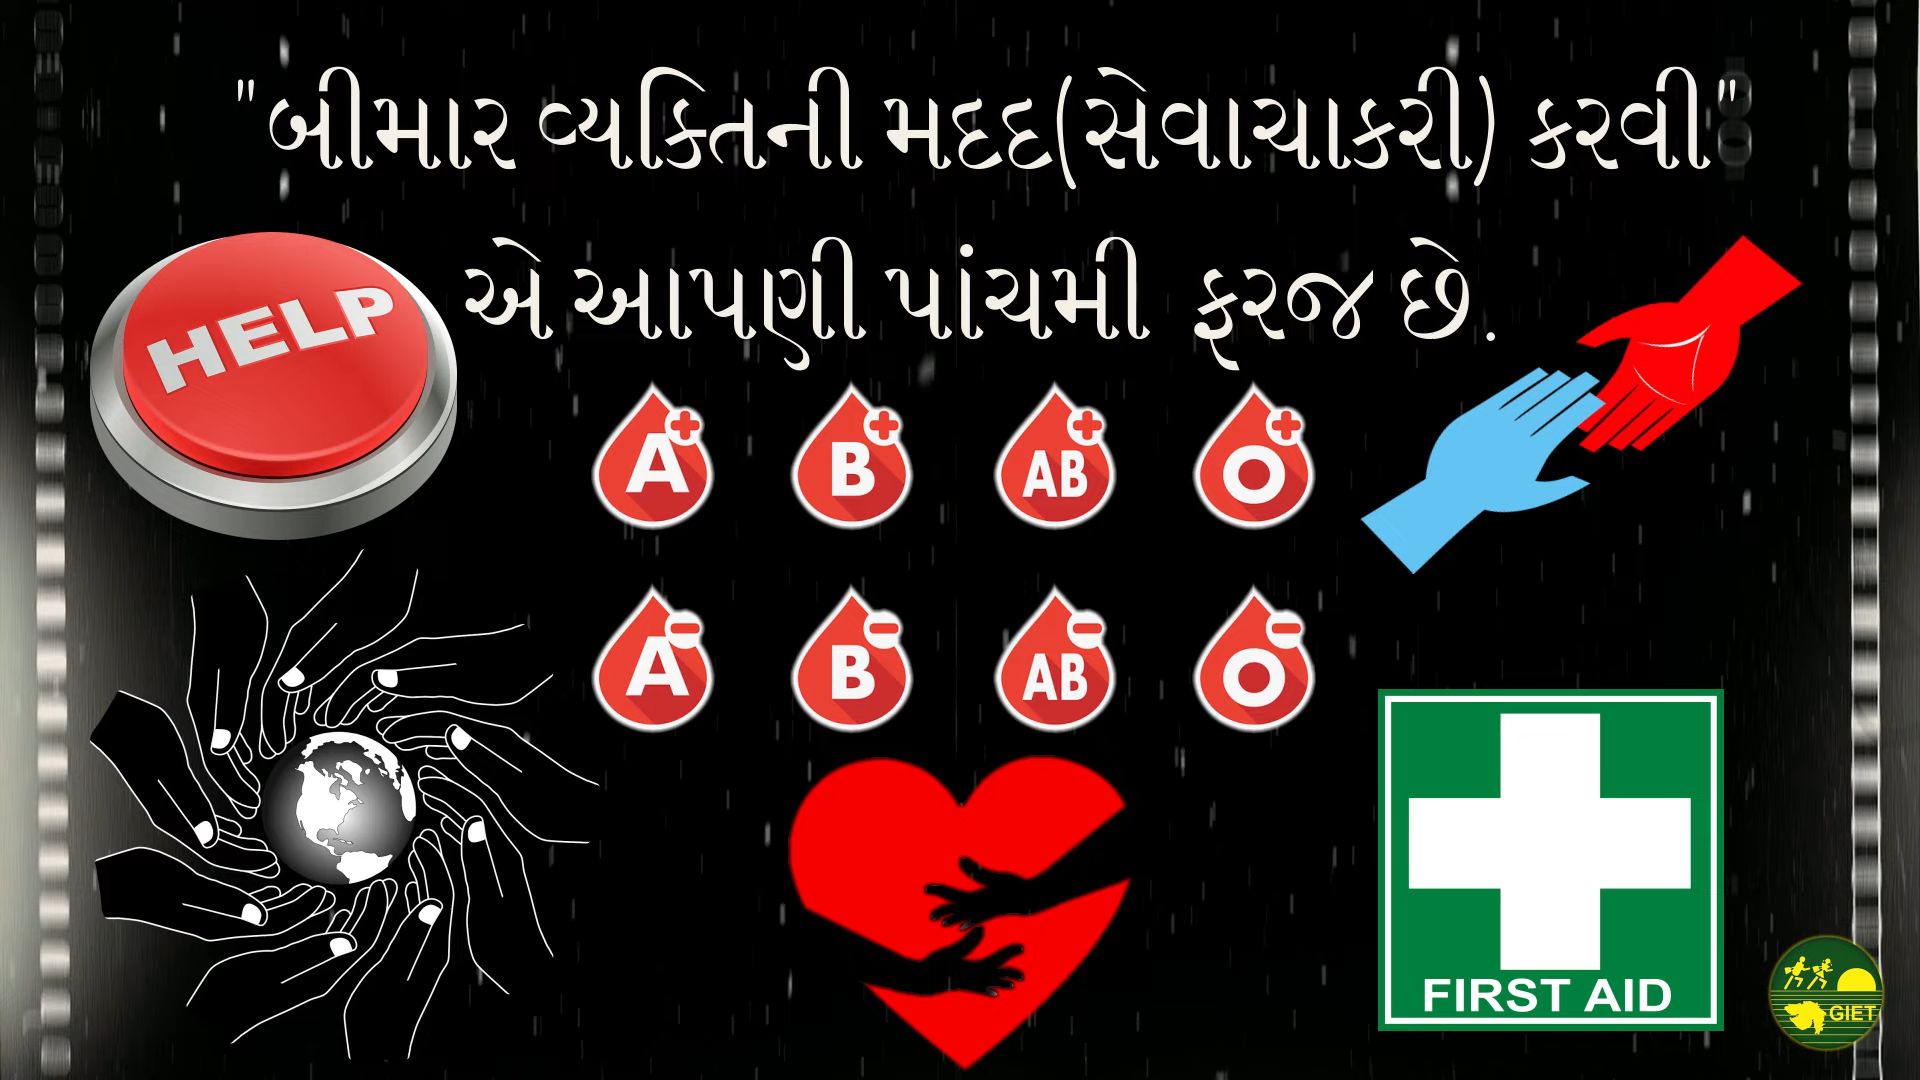 "બીમાર વ્યક્તિની મદદ(સેવાચાકરી) કરવી"
એ આપણી પાંચમી ફરજ છે.
HELP
A+ B+ AB+ O+
A- B- AB- O-
FIRST AID
GIET